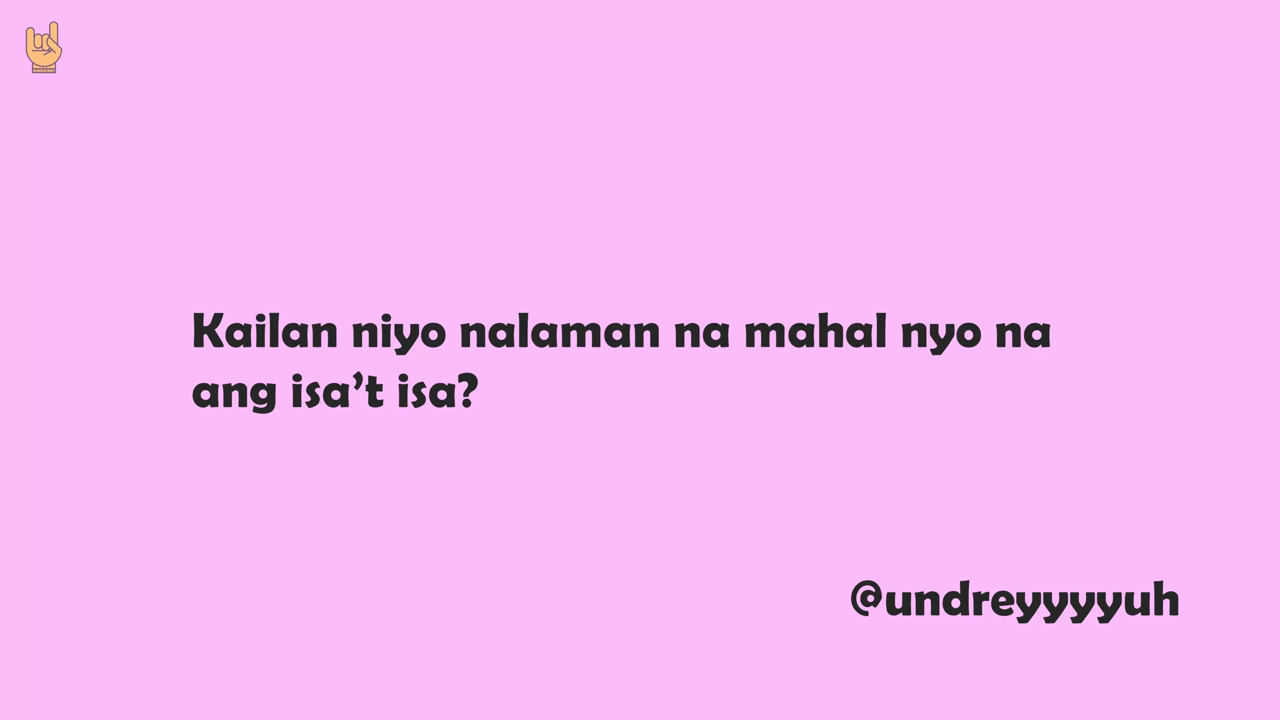 Kailan niyo nalaman na mahal nyo na
ang isa’t isa?
@undreyyyyuh